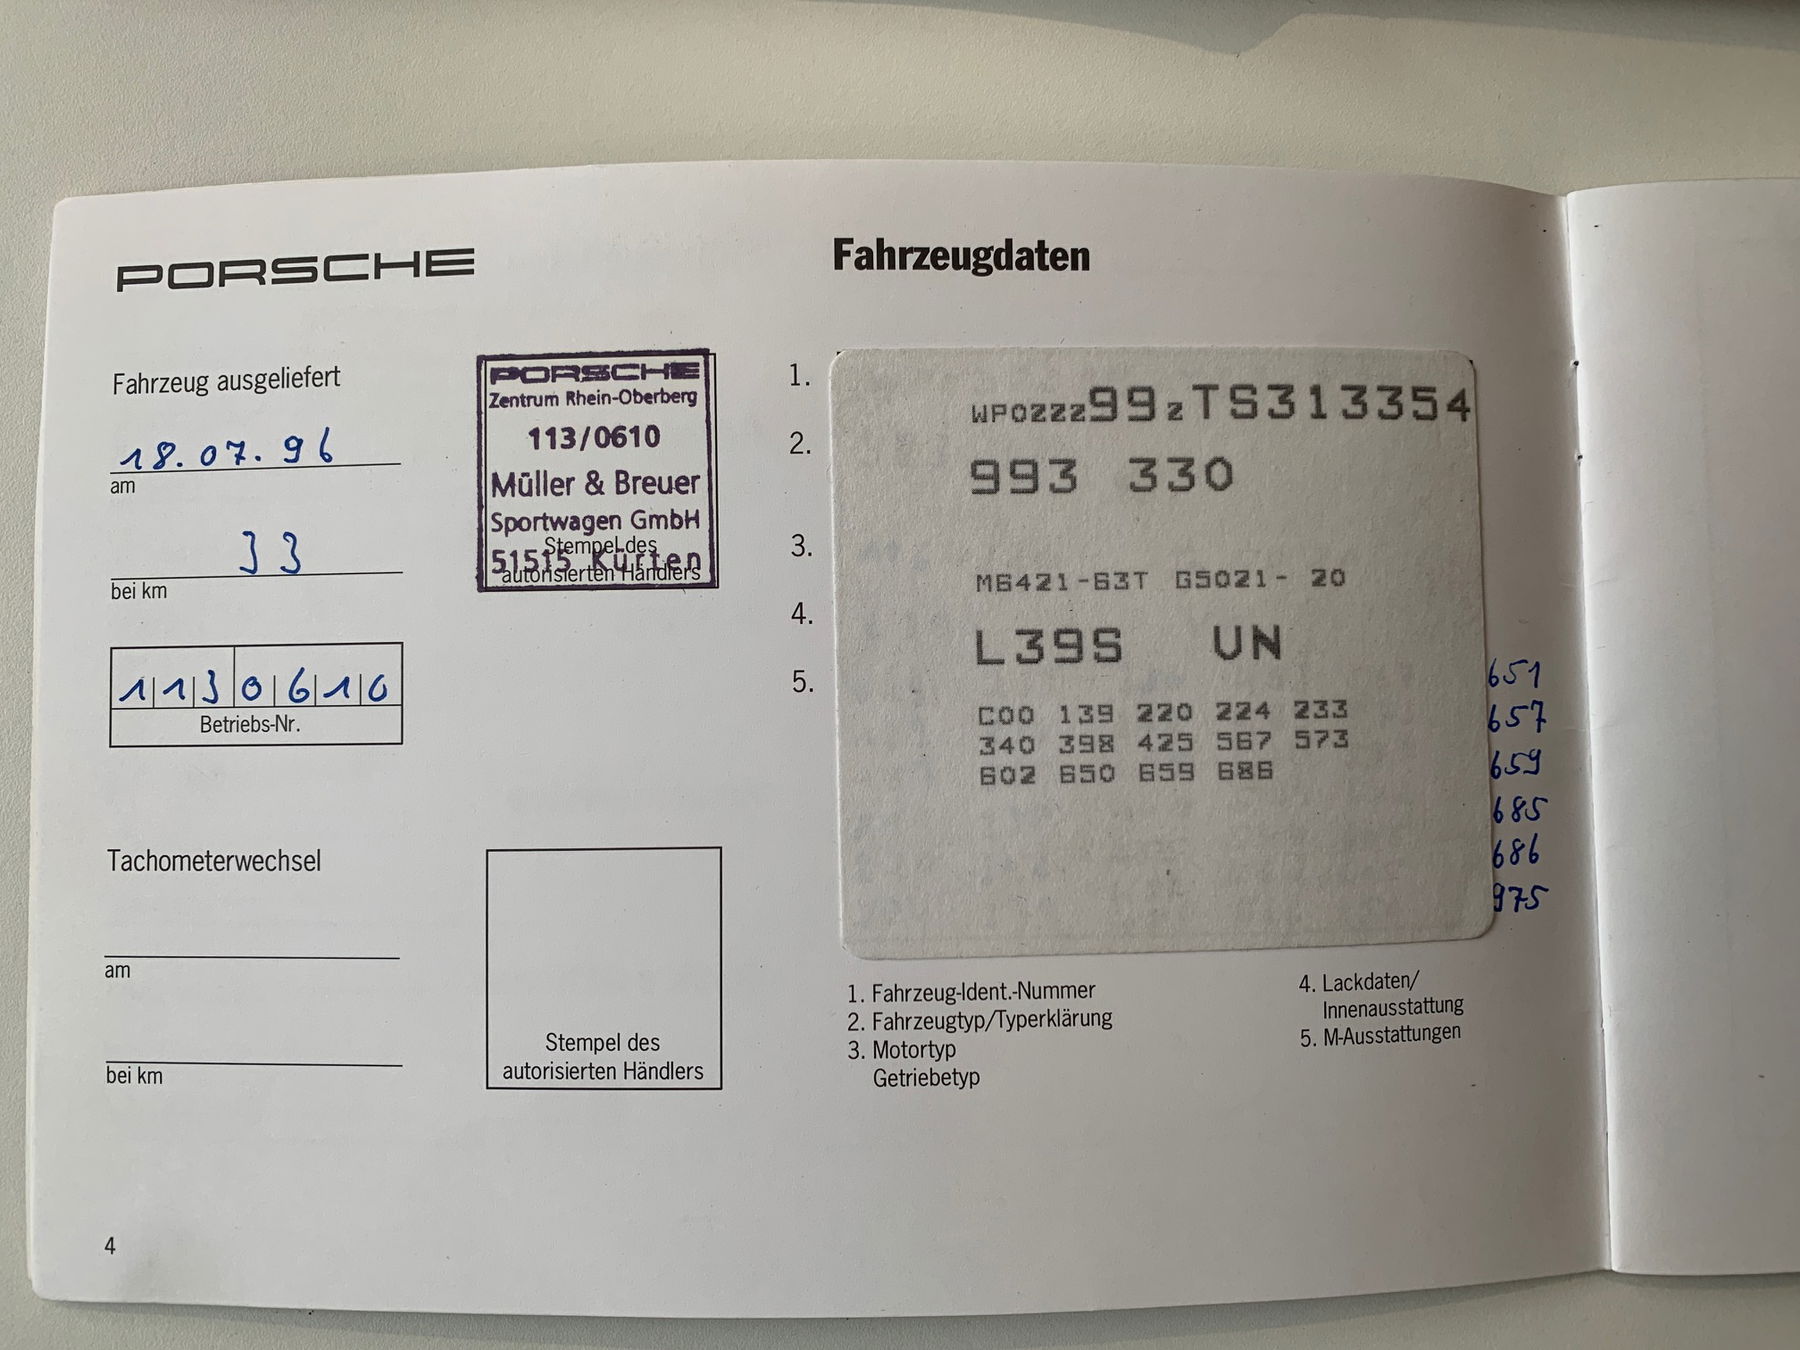 PORSCHE
Fahrzeug ausgeliefert
18.07.96
am
33
bei km
1 1 3 0 6 1 0
Betriebs-Nr.
PORSCHE
Zentrum Rhein-Oberberg
113/0610
Müller & Breuer
Sportwagen GmbH
51515 Kürten
Stempel des
autorisierten Händlers
Tachometerwechsel
am
bei km
Stempel des
autorisierten Händlers
4
Fahrzeugdaten
1.
WP0ZZZ99ZTS313354
2.
993 330
3.
M6421-63T G5021- 20
4.
L39S UN
5.
C00 139 220 224 233
340 398 425 567 573
602 650 659 686
651
657
659
685
686
975
1. Fahrzeug-Ident.-Nummer
2. Fahrzeugtyp/Typerklärung
3. Motortyp
Getriebetyp
4. Lackdaten/
Innenausstattung
5. M-Ausstattungen